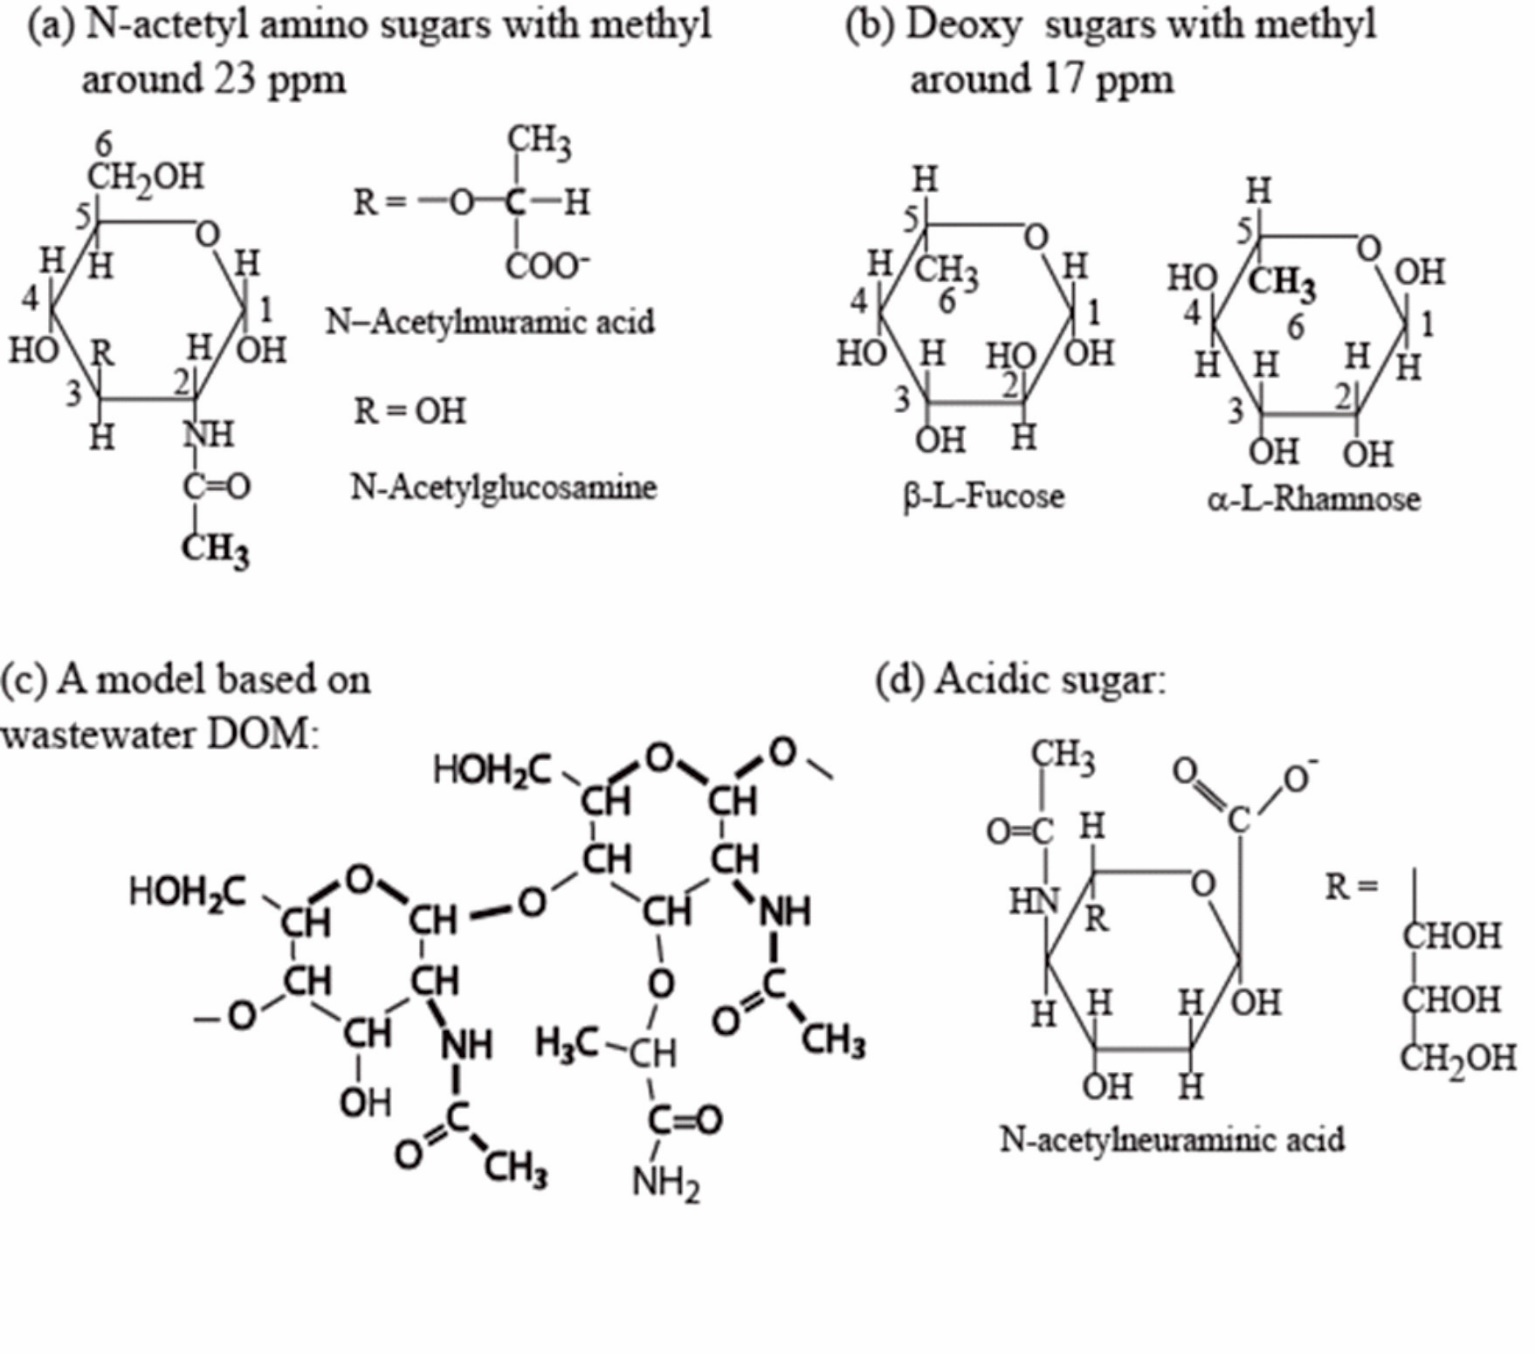 (a) N-actetyl amino sugars with methyl
around 23 ppm
6
CH2OH
5
O
H
H
H
4
1
HO
R
H
OH
3
2
H
NH
C=O
CH3
CH3
R = —O—C—H
COO-
N–Acetylmuramic acid
R = OH
N-Acetylglucosamine
(b) Deoxy sugars with methyl
around 17 ppm
H
5
O
H
CH3
H
4
6
1
HO
H
HO
OH
3
2
OH
H
β-L-Fucose
H
5
O
HO
CH3
OH
4
6
1
H
H
H
H
3
2
OH
OH
α-L-Rhamnose
(c) A model based on
wastewater DOM:
HOH2C
O
O
CH
CH
CH
CH
HOH2C
O
O
CH
NH
CH
CH
CH
CH
O
C
O
O
CH
NH
H3C
CH
CH3
OH
C
C=O
O
CH3
NH2
(d) Acidic sugar:
CH3
O
O-
O=C
H
C
HN
R
O
H
H
H
OH
OH
H
R =
CHOH
CHOH
CH2OH
N-acetylneuraminic acid